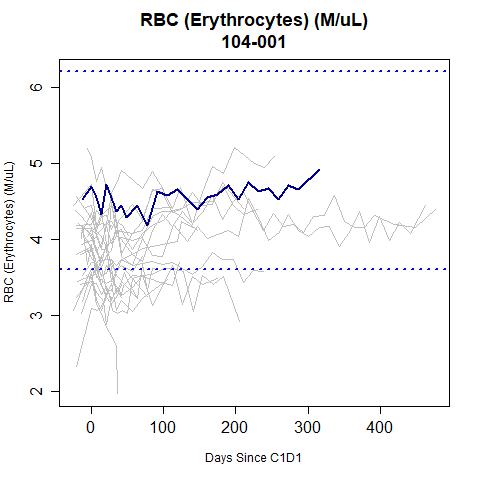 RBC (Erythrocytes) (M/uL)
104-001
RBC (Erythrocytes) (M/uL)
6
5
4
3
2
0 100 200 300 400
Days Since C1D1